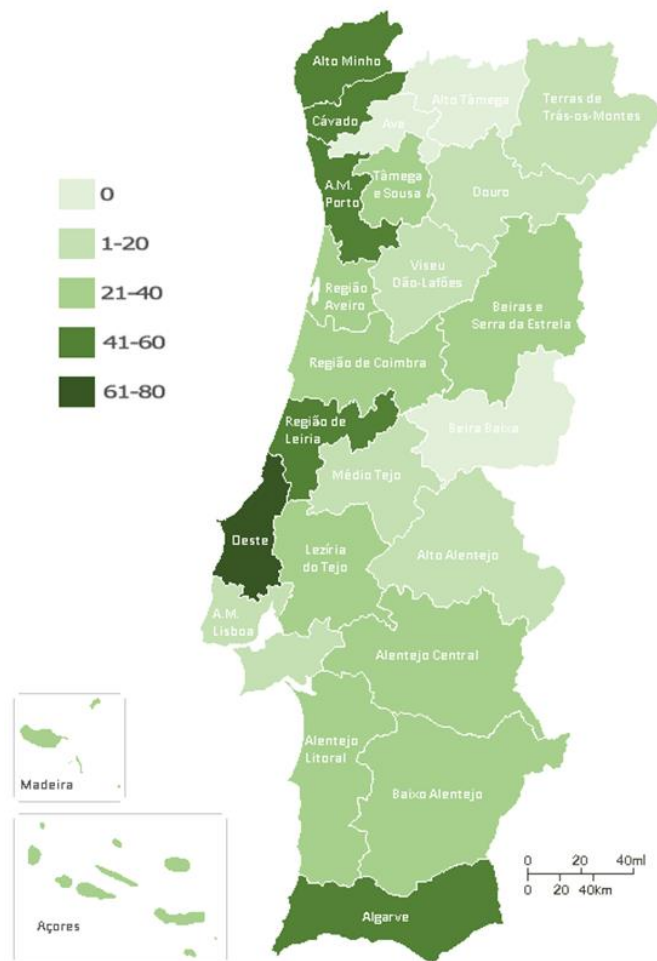 Alto Minho
Cávado
Ave
Alto Tâmega
Terras de
Trás-os-Montes
A.M.
Porto
Tâmega
e Sousa
Douro
0
1-20
21-40
41-60
61-80
Viseu
Dão-Lafões
Região
Aveiro
Beiras e
Serra da Estrela
Região de Coimbra
Região de
Leiria
Beira Baixa
Médio Tejo
Oeste
Lezíria
do Tejo
Alto Alentejo
A.M.
Lisboa
Alentejo Central
Alentejo
Litoral
Baixo Alentejo
Madeira
Açores
Algarve
0 20 40ml
0 20 40km